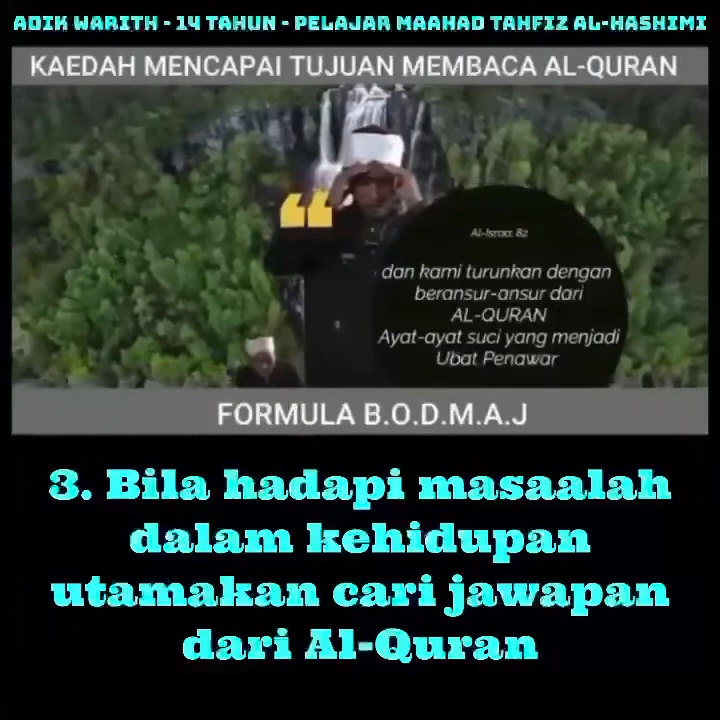 ADIK WARITH - 14 TAHUN - PELAJAR MAAHAD TAHFIZ AL-HASHIMI
KAEDAH MENCAPAI TUJUAN MEMBACA AL-QURAN
“
Al-Israa: 82
dan kami turunkan dengan
beransur-ansur dari
AL-QURAN
Ayat-ayat suci yang menjadi
Ubat Penawar
FORMULA B.O.D.M.A.J
3. Bila hadapi masaalah
dalam kehidupan
utamakan cari jawapan
dari Al-Quran